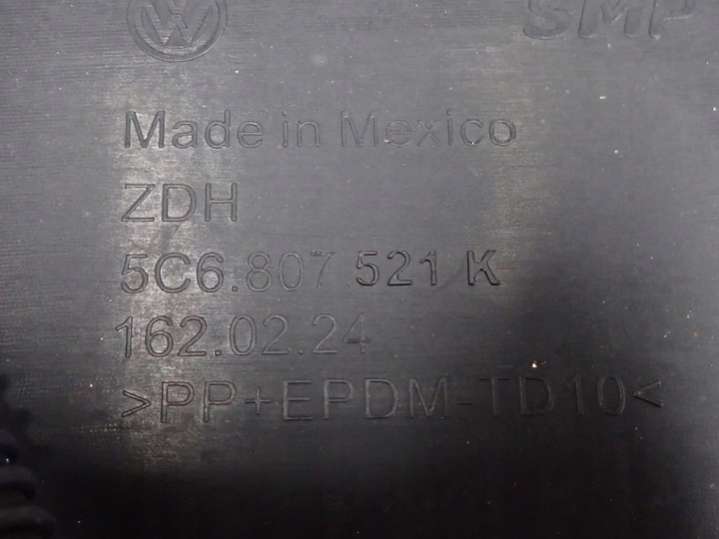 VW SMP
Made in Mexico
ZDH
5C6.807.521 K
162.02.24
>PP+EPDM-TD10<